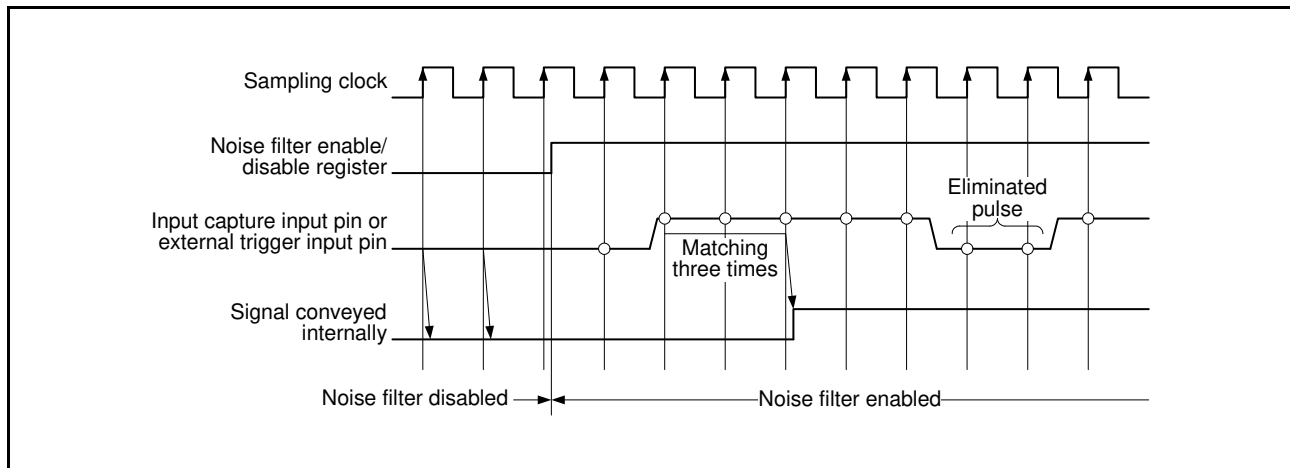 Sampling clock
Noise filter enable/
disable register
Eliminated
pulse
Input capture input pin or
external trigger input pin
Matching
three times
Signal conveyed
internally
Noise filter disabled
Noise filter enabled